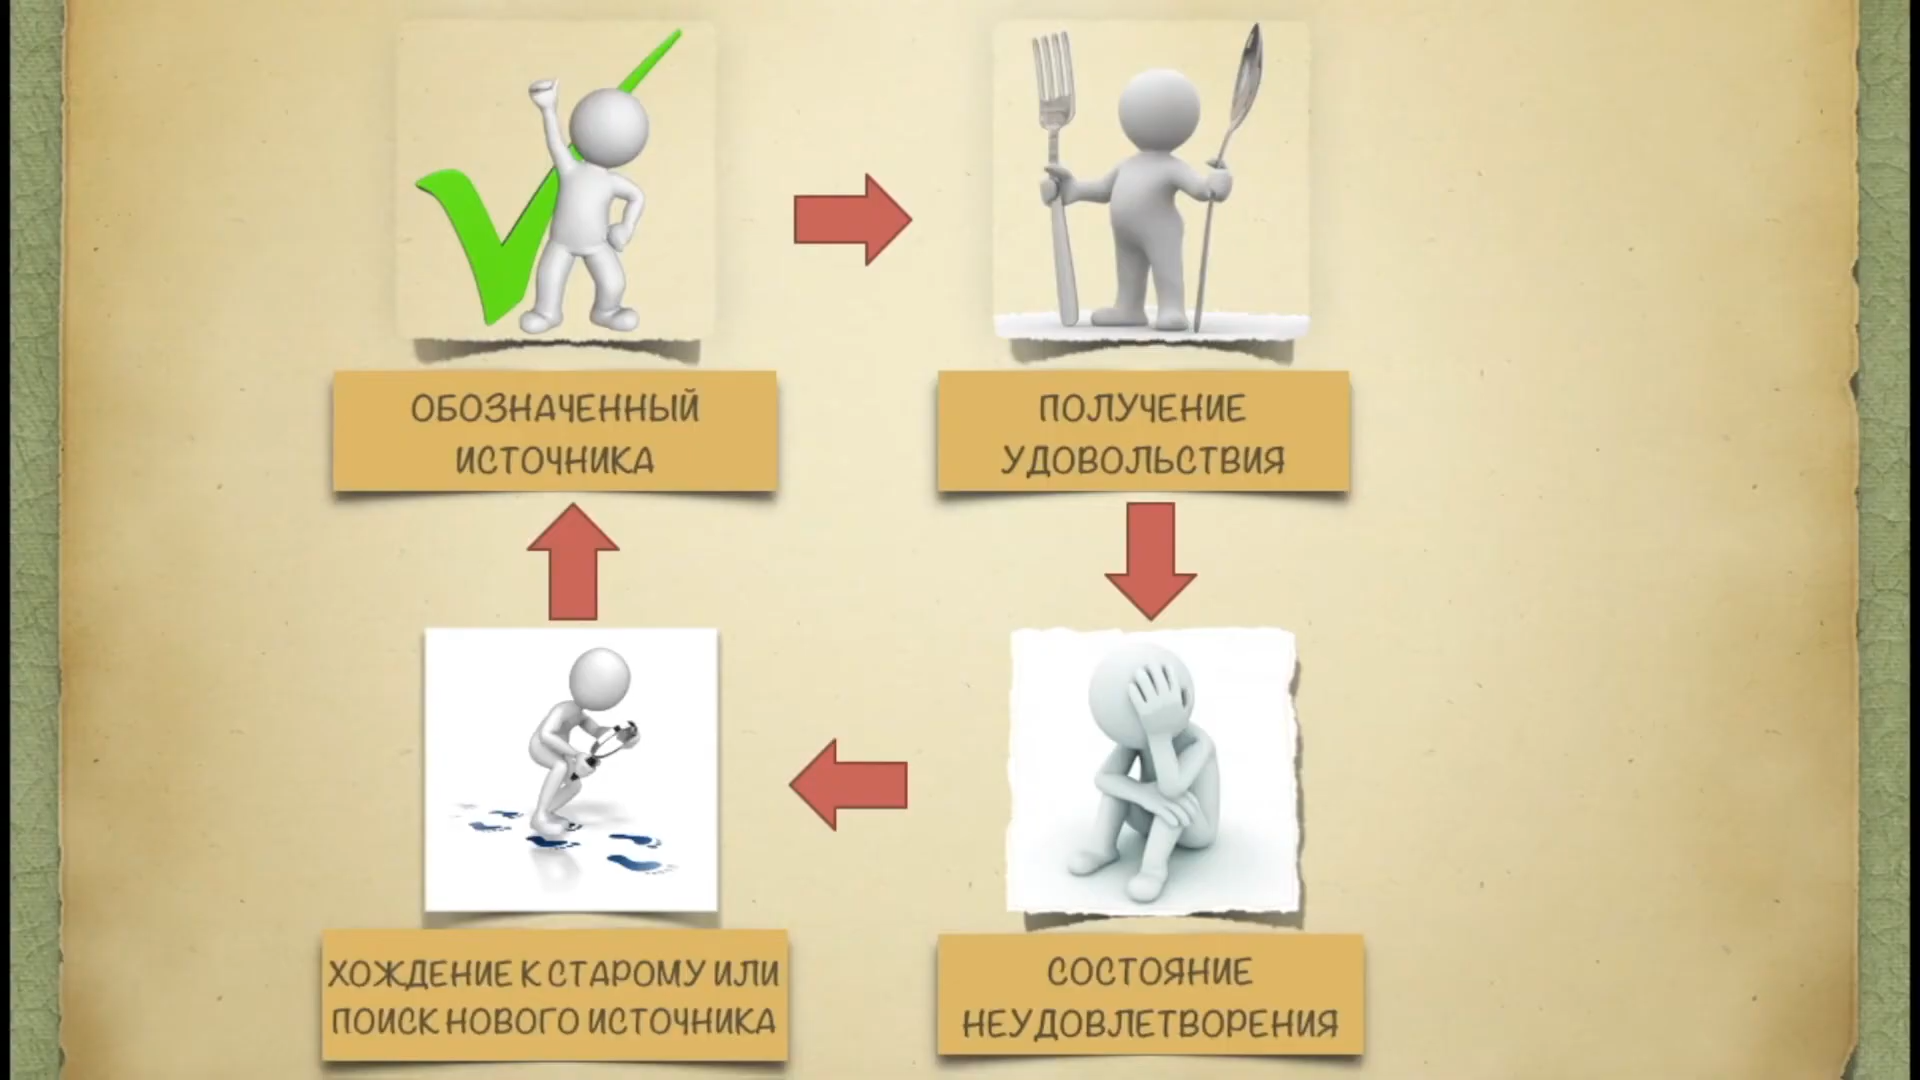 ОБОЗНАЧЕННЫЙ
ИСТОЧНИКА
ПОЛУЧЕНИЕ
УДОВОЛЬСТВИЯ
ХОЖДЕНИЕ К СТАРОМУ ИЛИ
ПОИСК НОВОГО ИСТОЧНИКА
СОСТОЯНИЕ
НЕУДОВЛЕТВОРЕНИЯ